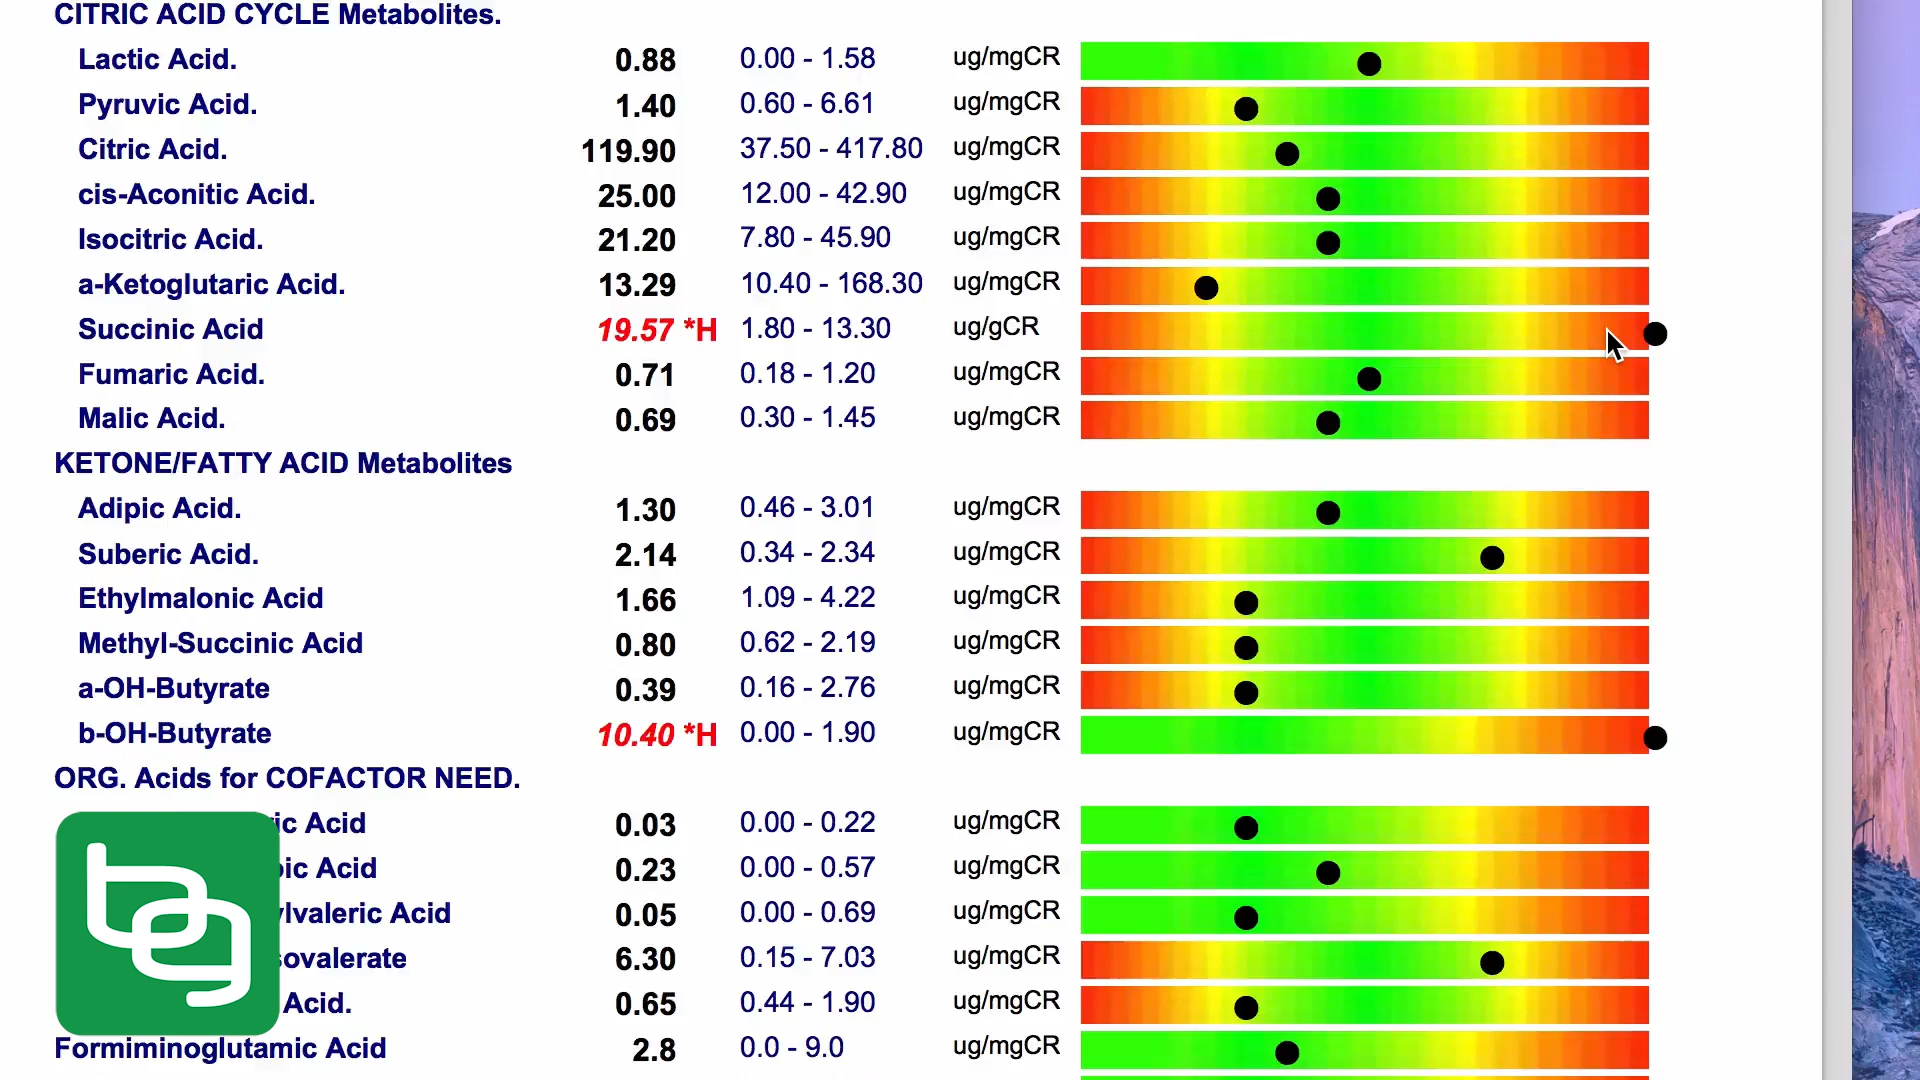 CITRIC ACID CYCLE Metabolites.
Lactic Acid. 0.88 0.00 - 1.58 ug/mgCR
Pyruvic Acid. 1.40 0.60 - 6.61 ug/mgCR
Citric Acid. 119.90 37.50 - 417.80 ug/mgCR
cis-Aconitic Acid. 25.00 12.00 - 42.90 ug/mgCR
Isocitric Acid. 21.20 7.80 - 45.90 ug/mgCR
a-Ketoglutaric Acid. 13.29 10.40 - 168.30 ug/mgCR
Succinic Acid 19.57 *H 1.80 - 13.30 ug/gCR
Fumaric Acid. 0.71 0.18 - 1.20 ug/mgCR
Malic Acid. 0.69 0.30 - 1.45 ug/mgCR
KETONE/FATTY ACID Metabolites
Adipic Acid. 1.30 0.46 - 3.01 ug/mgCR
Suberic Acid. 2.14 0.34 - 2.34 ug/mgCR
Ethylmalonic Acid 1.66 1.09 - 4.22 ug/mgCR
Methyl-Succinic Acid 0.80 0.62 - 2.19 ug/mgCR
a-OH-Butyrate 0.39 0.16 - 2.76 ug/mgCR
b-OH-Butyrate 10.40 *H 0.00 - 1.90 ug/mgCR
ORG. Acids for COFACTOR NEED.
ic Acid 0.03 0.00 - 0.22 ug/mgCR
ic Acid 0.23 0.00 - 0.57 ug/mgCR
lvaleric Acid 0.05 0.00 - 0.69 ug/mgCR
ovalerate 6.30 0.15 - 7.03 ug/mgCR
Acid. 0.65 0.44 - 1.90 ug/mgCR
Formiminoglutamic Acid 2.8 0.0 - 9.0 ug/mgCR
bg